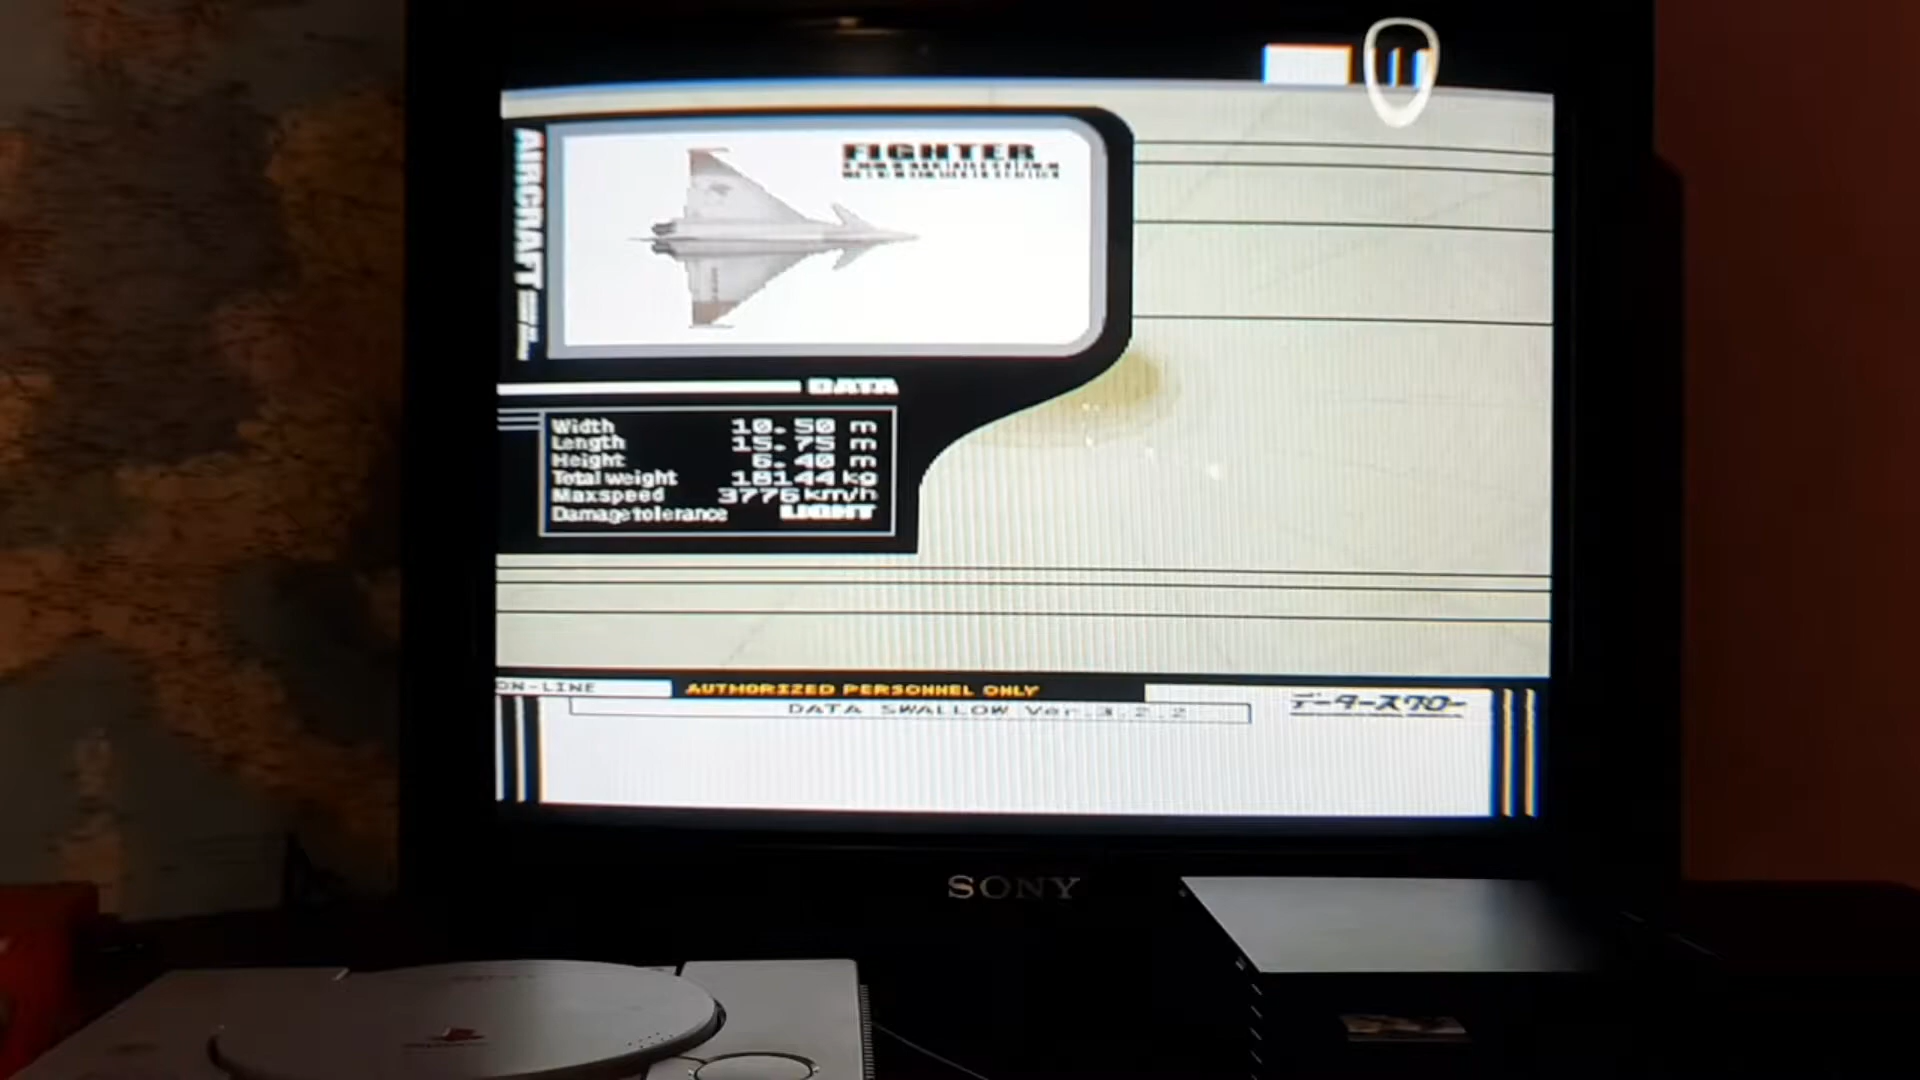 FIGHTER
AIRCRAFT
DATA
Width 10.50 m
Length 15.75 m
Height 6.40 m
Total weight 18144 kg
Max speed 3776 km/h
Damage tolerance LIGHT
ON-LINE
AUTHORIZED PERSONNEL ONLY
DATA SWALLOW Ver.3.2.2
データースワロー
SONY